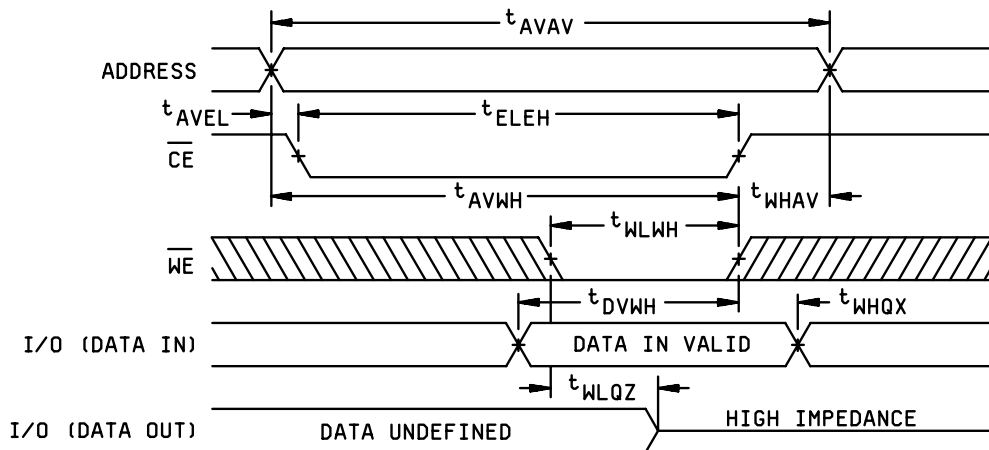 tAVAV
ADDRESS
tAVEL
tELEH
CE
tAVWH
tWHAV
tWLWH
WE
tDVWH
tWHQX
I/O (DATA IN)
DATA IN VALID
tWLQZ
I/O (DATA OUT)
DATA UNDEFINED
HIGH IMPEDANCE